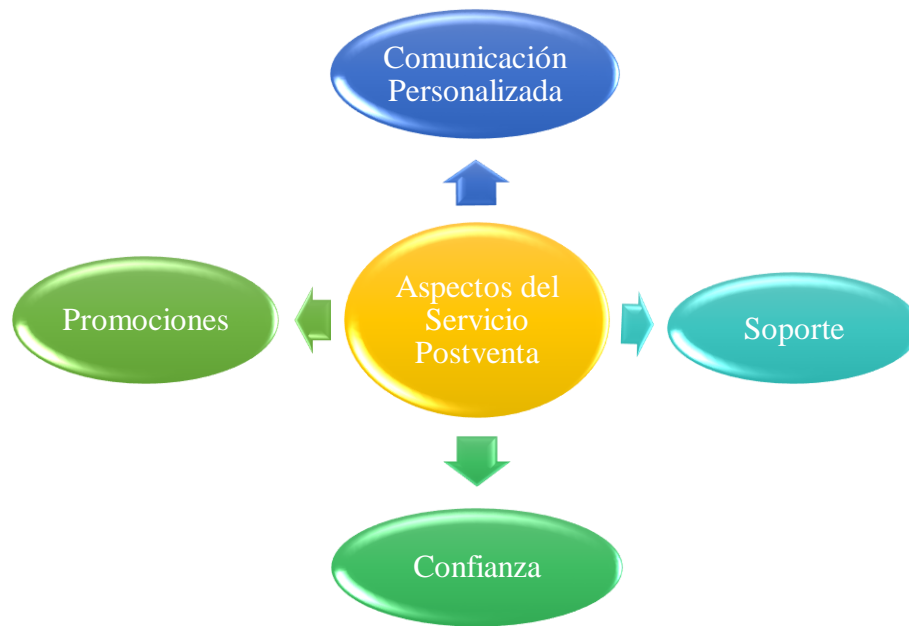 Comunicación
Personalizada
Promociones
Aspectos del
Servicio
Postventa
Soporte
Confianza